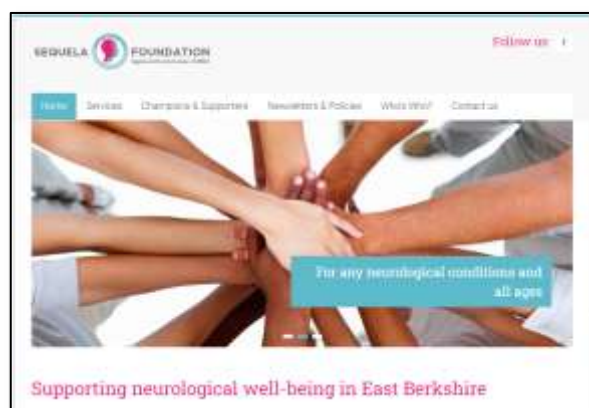 Follow us
SEQUELA FOUNDATION
Home Services Champions & Supporters Newsletters & Policies Who's Who? Contact us
For any neurological conditions and
all ages
Supporting neurological well-being in East Berkshire